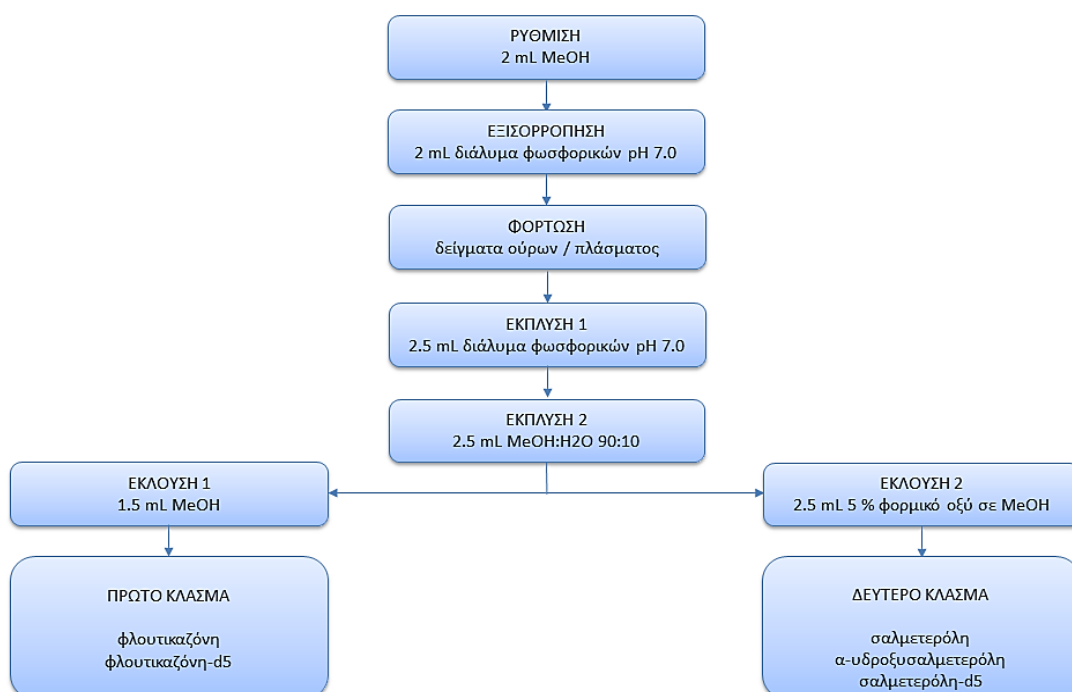 ΡΥΘΜΙΣΗ
2 mL MeOH
ΕΞΙΣΟΡΡΟΠΗΣΗ
2 mL διάλυμα φωσφορικών pH 7.0
ΦΟΡΤΩΣΗ
δείγματα ούρων / πλάσματος
ΕΚΠΛΥΣΗ 1
2.5 mL διάλυμα φωσφορικών pH 7.0
ΕΚΠΛΥΣΗ 2
2.5 mL MeOH:H2O 90:10
ΕΚΛΟΥΣΗ 1
1.5 mL MeOH
ΕΚΛΟΥΣΗ 2
2.5 mL 5 % φορμικό οξύ σε MeOH
ΠΡΩΤΟ ΚΛΑΣΜΑ
φλουτικαζόνη
φλουτικαζόνη-d5
ΔΕΥΤΕΡΟ ΚΛΑΣΜΑ
σαλμετερόλη
α-υδροξυσαλμετερόλη
σαλμετερόλη-d5